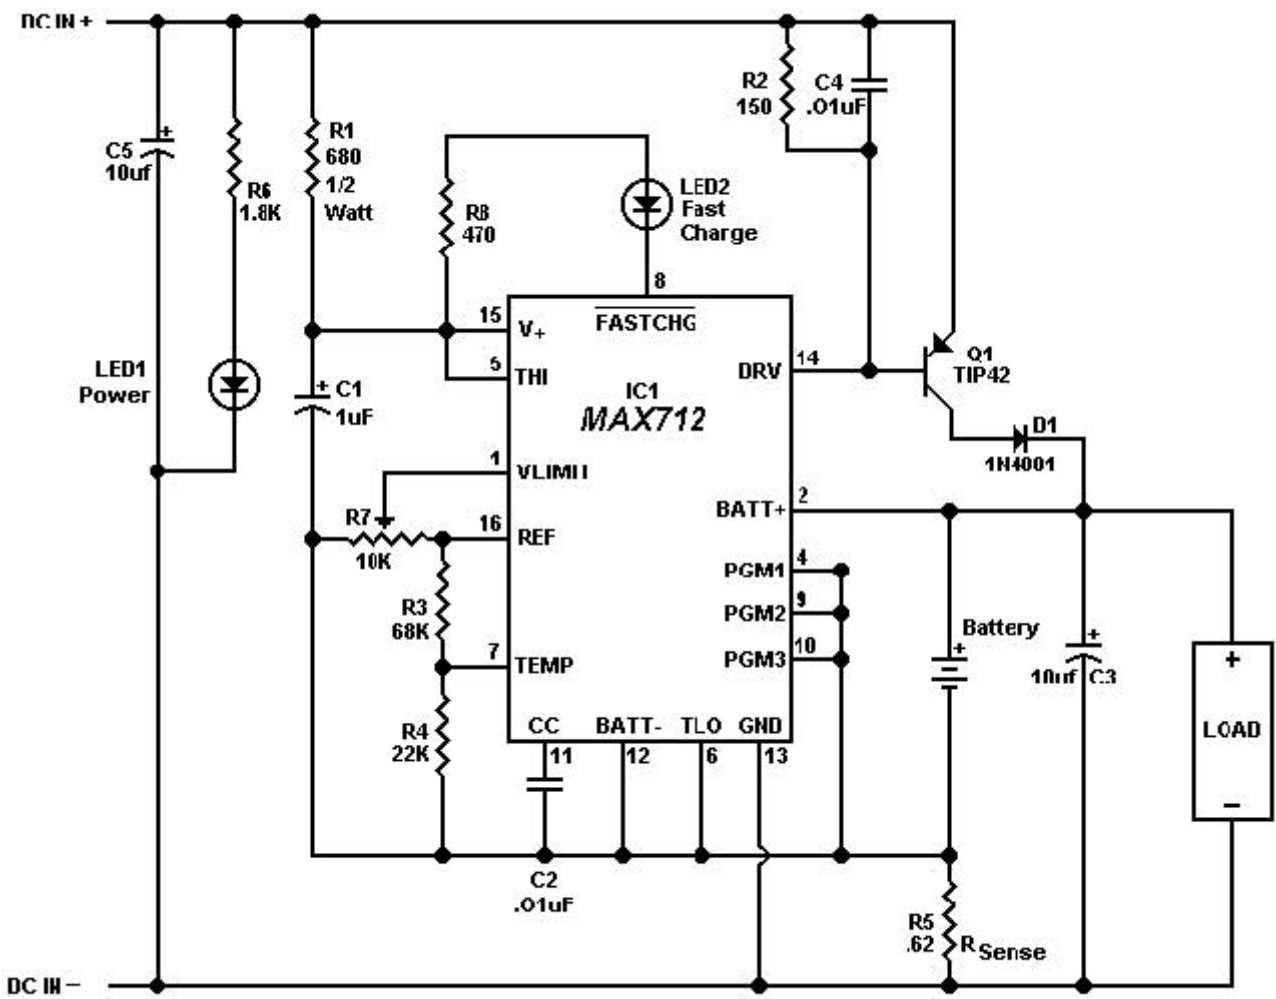 DC IN +
C5
10uf
+
R6
1.8K
LED1
Power
R1
680
1/2
Watt
+
C1
1uF
R8
470
LED2
Fast
Charge
8
FASTCHG
15
V+
5
THI
IC1
MAX712
1
VLIMIT
R7
10K
16
REF
R3
68K
7
TEMP
R4
22K
CC
11
BATT-
12
TLO
6
GND
13
C2
.01uF
R2
150
C4
.01uF
DRV
14
Q1
TIP42
D1
1N4001
BATT+
2
PGM1
4
PGM2
9
PGM3
10
Battery
+
+
10uf C3
+
LOAD
−
R5
.62
R Sense
DC IN −